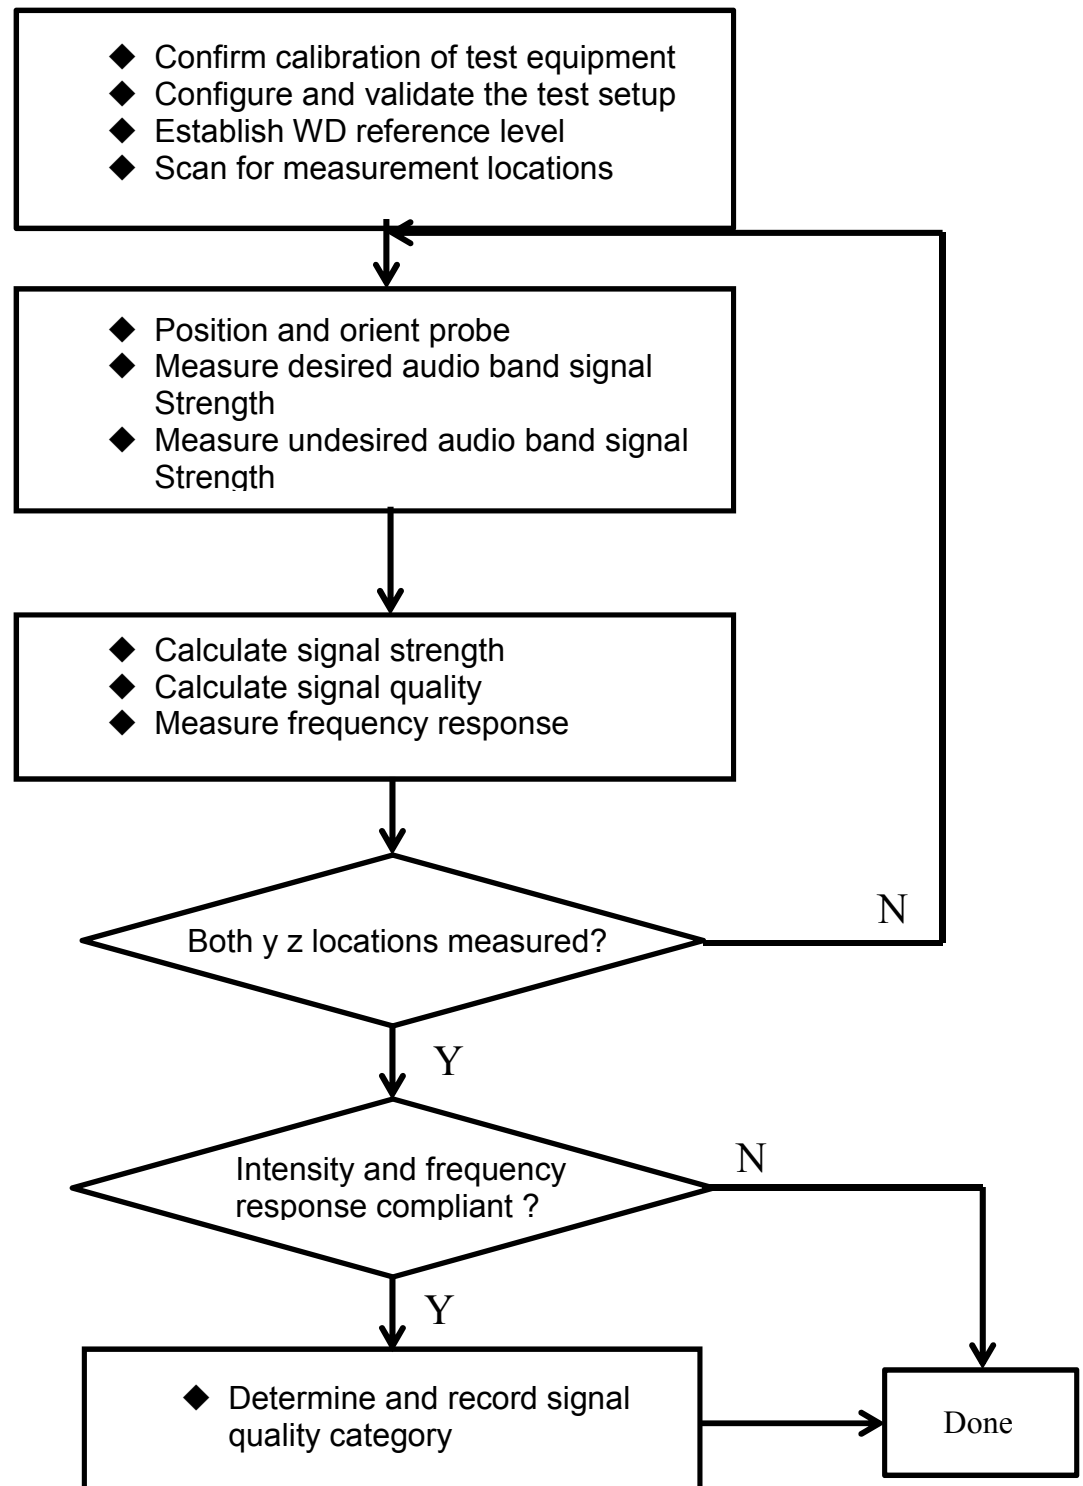 ◆ Confirm calibration of test equipment
◆ Configure and validate the test setup
◆ Establish WD reference level
◆ Scan for measurement locations
◆ Position and orient probe
◆ Measure desired audio band signal
Strength
◆ Measure undesired audio band signal
Strength
◆ Calculate signal strength
◆ Calculate signal quality
◆ Measure frequency response
Both y z locations measured?
N
Y
Intensity and frequency
response compliant ?
N
Y
◆ Determine and record signal
quality category
Done